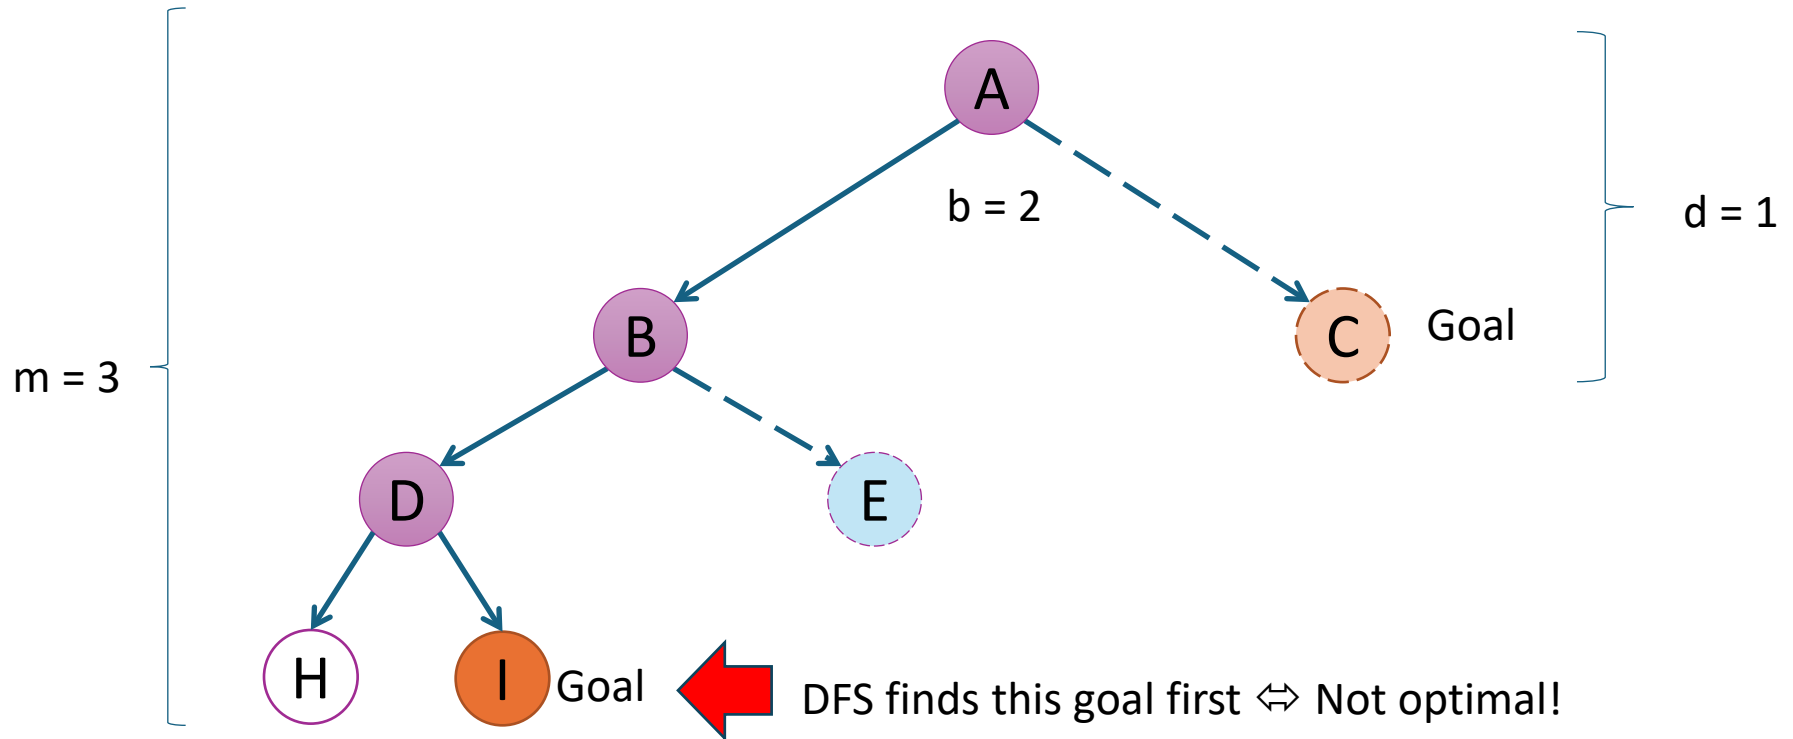 A
b = 2
d = 1
B
C
Goal
m = 3
D
E
H
I
Goal
DFS finds this goal first ⇔ Not optimal!